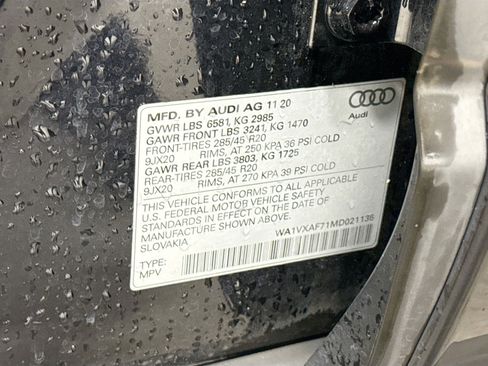 MFD. BY AUDI AG 11 20
GVWR LBS 6581, KG 2985
GAWR FRONT LBS 3241, KG 1470
FRONT-TIRES 285/45 R20
9JX20 RIMS, AT 250 KPA 36 PSI COLD
GAWR REAR LBS 3803, KG 1725
REAR-TIRES 285/45 R20
9JX20 RIMS, AT 270 KPA 39 PSI COLD
THIS VEHICLE CONFORMS TO ALL APPLICABLE
U.S. FEDERAL MOTOR VEHICLE SAFETY
STANDARDS IN EFFECT ON THE DATE OF
MANUFACTURE SHOWN ABOVE.
SLOVAKIA
WA1VXAF71MD021136
TYPE:
MPV
Audi